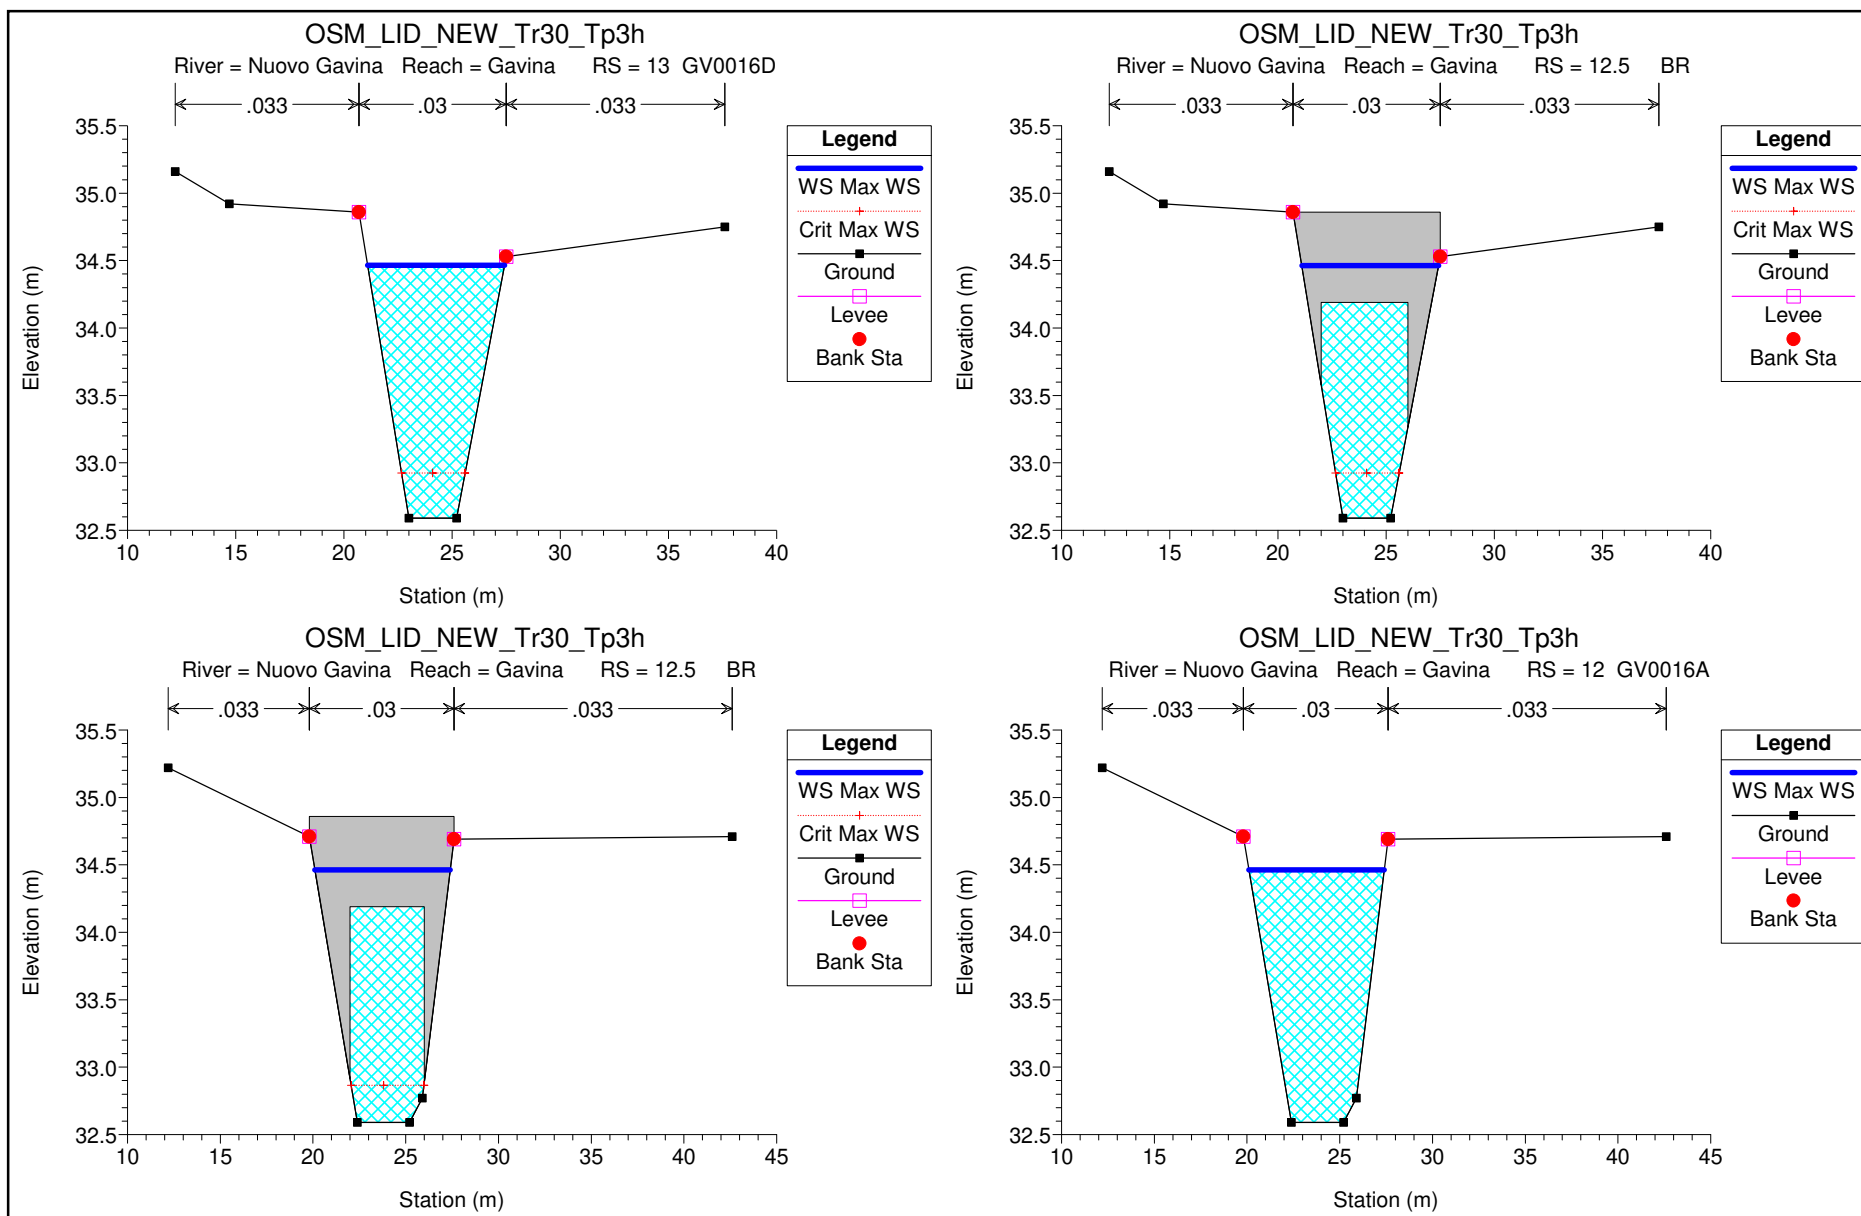 OSM_LID_NEW_Tr30_Tp3h
River = Nuovo Gavina Reach = Gavina RS = 13 GV0016D
.033 .03 .033
35.5
35.0
34.5
34.0
33.5
33.0
32.5
Elevation (m)
10 15 20 25 30 35 40
Station (m)
Legend
WS Max WS
Crit Max WS
Ground
Levee
Bank Sta
OSM_LID_NEW_Tr30_Tp3h
River = Nuovo Gavina Reach = Gavina RS = 12.5 BR
.033 .03 .033
35.5
35.0
34.5
34.0
33.5
33.0
32.5
Elevation (m)
10 15 20 25 30 35 40
Station (m)
Legend
WS Max WS
Crit Max WS
Ground
Levee
Bank Sta
OSM_LID_NEW_Tr30_Tp3h
River = Nuovo Gavina Reach = Gavina RS = 12.5 BR
.033 .03 .033
35.5
35.0
34.5
34.0
33.5
33.0
32.5
Elevation (m)
10 15 20 25 30 35 40 45
Station (m)
Legend
WS Max WS
Crit Max WS
Ground
Levee
Bank Sta
OSM_LID_NEW_Tr30_Tp3h
River = Nuovo Gavina Reach = Gavina RS = 12 GV0016A
.033 .03 .033
35.5
35.0
34.5
34.0
33.5
33.0
32.5
Elevation (m)
10 15 20 25 30 35 40 45
Station (m)
Legend
WS Max WS
Ground
Levee
Bank Sta